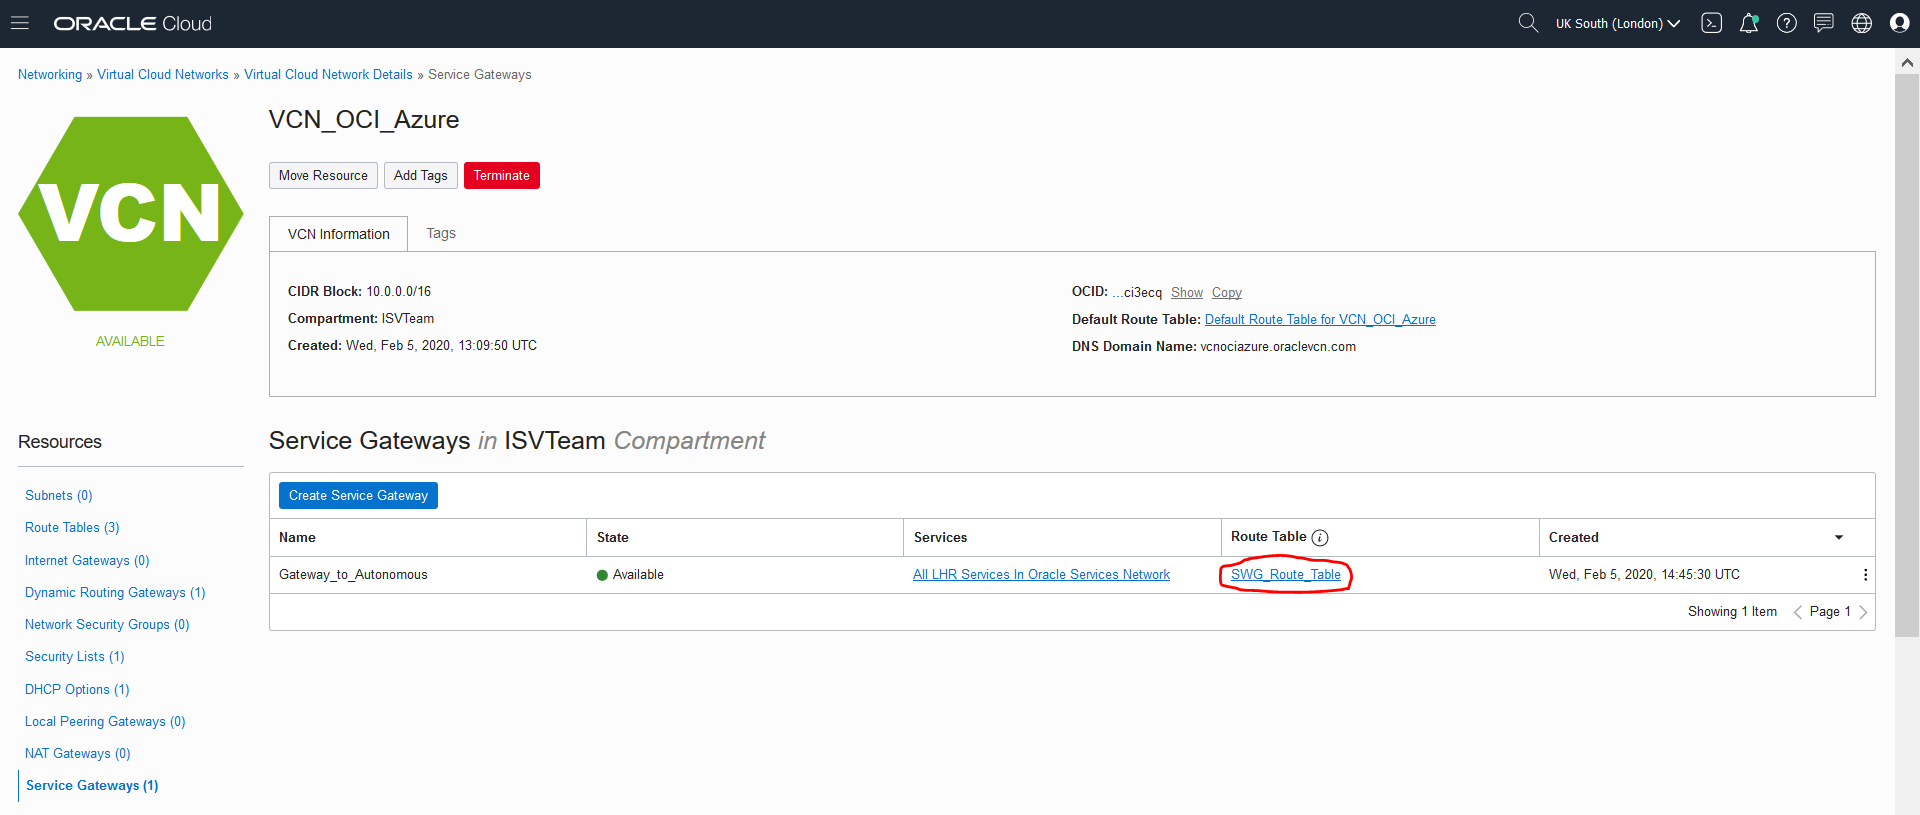 ORACLE Cloud
UK South (London)
Networking » Virtual Cloud Networks » Virtual Cloud Network Details » Service Gateways
VCN
AVAILABLE
VCN_OCI_Azure
Move Resource Add Tags Terminate
VCN Information Tags
CIDR Block: 10.0.0.0/16
Compartment: ISVTeam
Created: Wed, Feb 5, 2020, 13:09:50 UTC
OCID: ...ci3ecq Show Copy
Default Route Table: Default Route Table for VCN_OCI_Azure
DNS Domain Name: vcnociazure.oraclevcn.com
Resources
Subnets (0)
Route Tables (3)
Internet Gateways (0)
Dynamic Routing Gateways (1)
Network Security Groups (0)
Security Lists (1)
DHCP Options (1)
Local Peering Gateways (0)
NAT Gateways (0)
Service Gateways (1)
Service Gateways in ISVTeam Compartment
Create Service Gateway
Name State Services Route Table i Created
Gateway_to_Autonomous Available All LHR Services In Oracle Services Network SWG_Route_Table Wed, Feb 5, 2020, 14:45:30 UTC
Showing 1 Item < Page 1 >